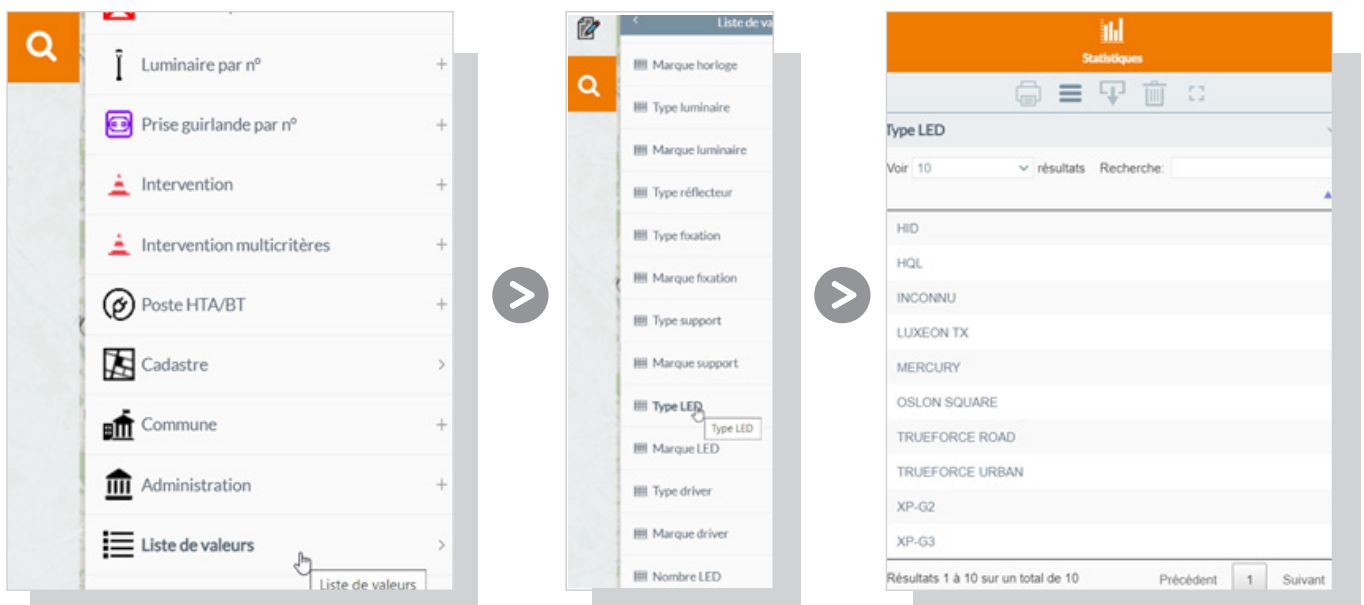 Luminaire par nº
Prise guirlande par nº
Intervention
Intervention multicritères
Poste HTA/BT
Cadastre
Commune
Administration
Liste de valeurs
Liste de valeurs
Liste de va
Marque horloge
Type luminaire
Marque luminaire
Type réflecteur
Type fixation
Marque fixation
Type support
Marque support
Type LED
Type LED
Marque LED
Type driver
Marque driver
Nombre LED
Statistiques
Type LED
Voir 10 résultats Recherche:
HID
HQL
INCONNU
LUXEON TX
MERCURY
OSLON SQUARE
TRUEFORCE ROAD
TRUEFORCE URBAN
XP-G2
XP-G3
Résultats 1 à 10 sur un total de 10 Précédent 1 Suivant